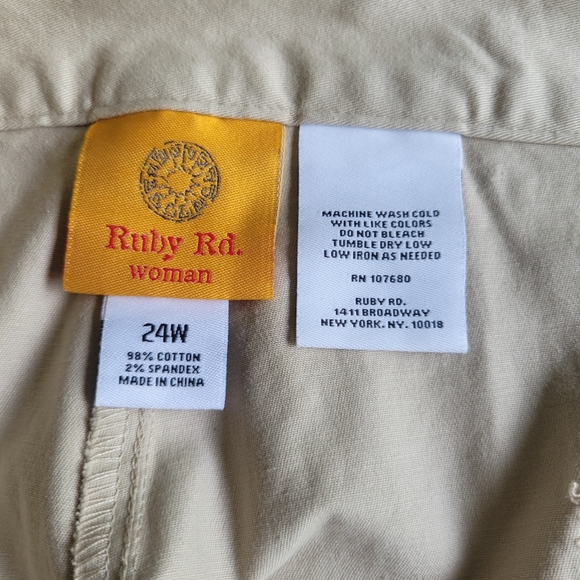 Ruby Rd.
woman
24W
98% COTTON
2% SPANDEX
MADE IN CHINA
MACHINE WASH COLD
WITH LIKE COLORS
DO NOT BLEACH
TUMBLE DRY LOW
LOW IRON AS NEEDED
RN 107680
RUBY RD.
1411 BROADWAY
NEW YORK. NY. 10018